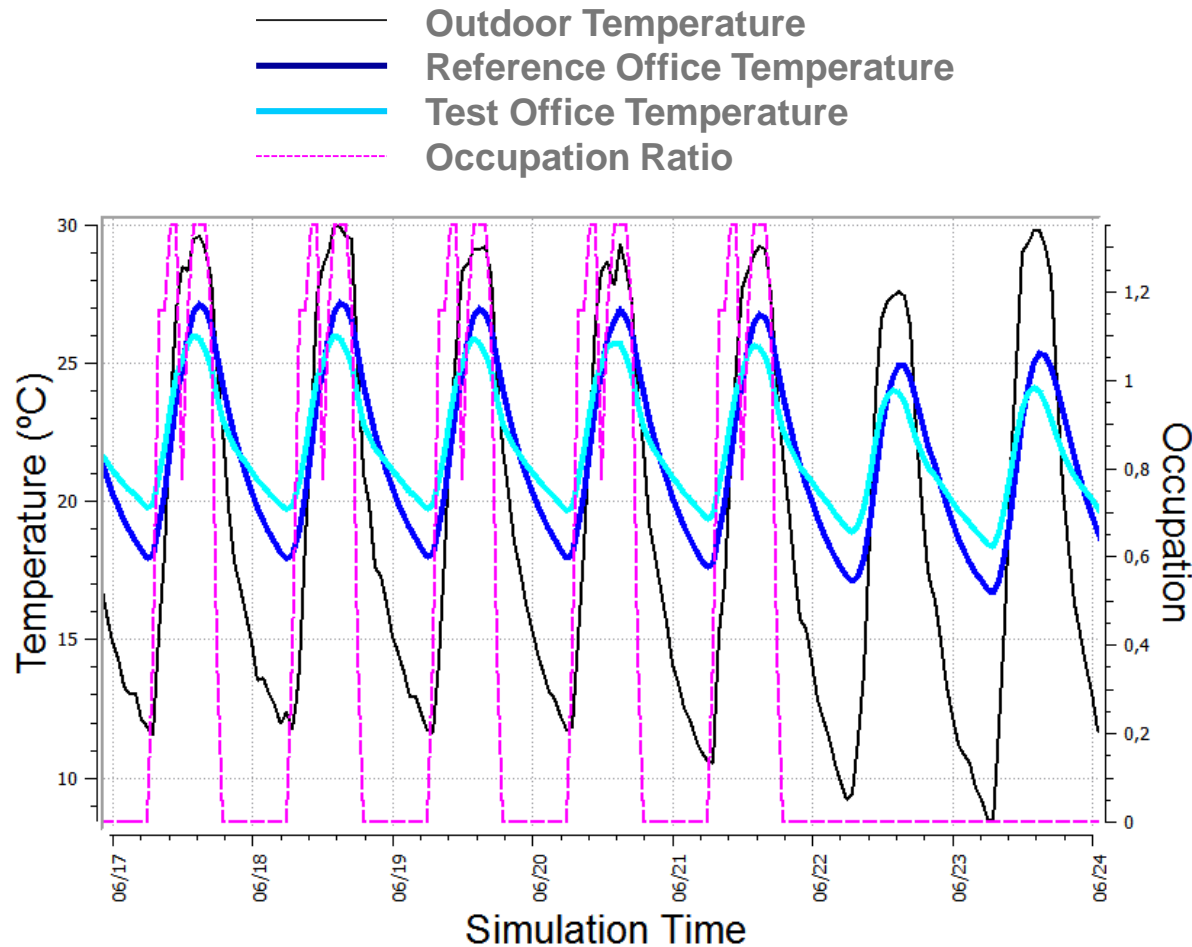 Outdoor Temperature
Reference Office Temperature
Test Office Temperature
Occupation Ratio
30
25
20
15
10
Temperature (ºC)
1,2
1
0,8
0,6
0,4
0,2
0
Occupation
06/17
06/18
06/19
06/20
06/21
06/22
06/23
06/24
Simulation Time